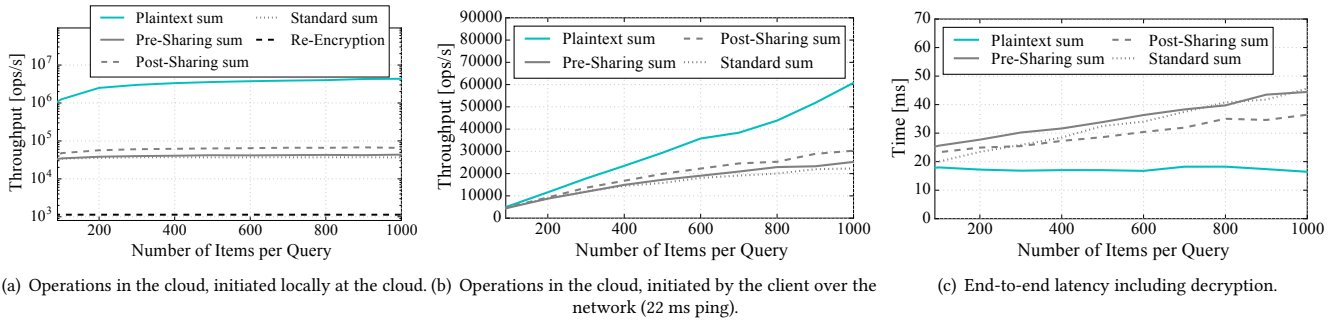 Plaintext sum
Pre-Sharing sum
Post-Sharing sum
Standard sum
Re-Encryption
Throughput [ops/s]
10^7
10^6
10^5
10^4
10^3
200 400 600 800 1000
Number of Items per Query
(a) Operations in the cloud, initiated locally at the cloud.
Plaintext sum
Pre-Sharing sum
Post-Sharing sum
Standard sum
Throughput [ops/s]
90000
80000
70000
60000
50000
40000
30000
20000
10000
0
200 400 600 800 1000
Number of Items per Query
(b) Operations in the cloud, initiated by the client over the
network (22 ms ping).
Plaintext sum
Pre-Sharing sum
Post-Sharing sum
Standard sum
Time [ms]
70
60
50
40
30
20
10
0
200 400 600 800 1000
Number of Items per Query
(c) End-to-end latency including decryption.